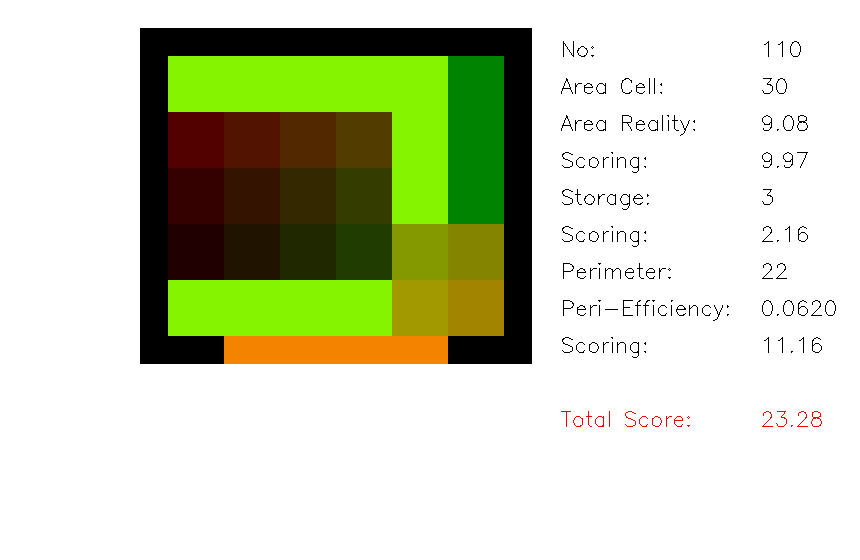 No: 110
Area Cell: 30
Area Reality: 9.08
Scoring: 9.97
Storage: 3
Scoring: 2.16
Perimeter: 22
Peri-Efficiency: 0.0620
Scoring: 11.16
Total Score: 23.28